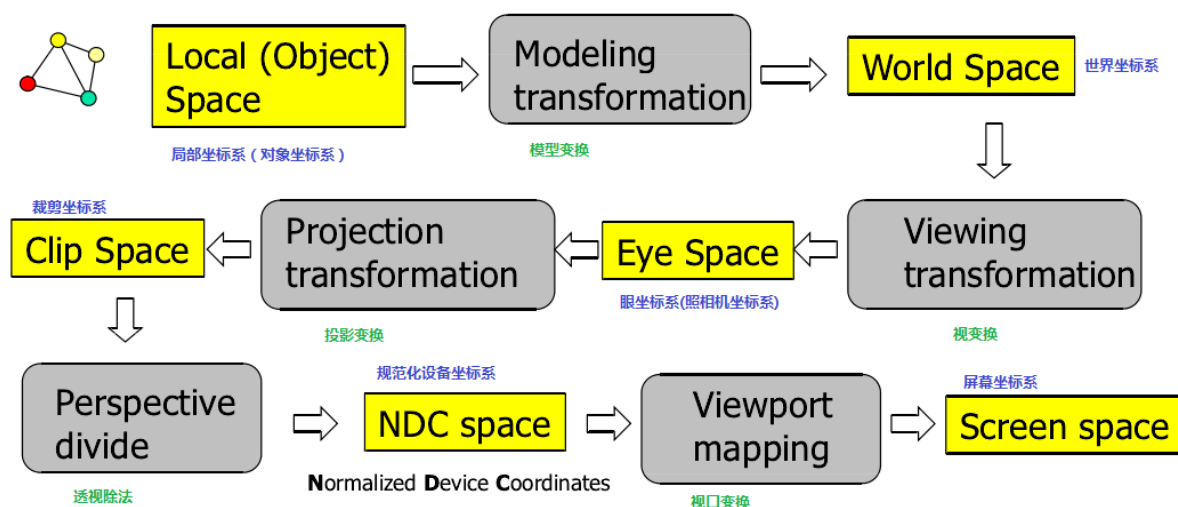 Local (Object)
Space
局部坐标系（对象坐标系）
Modeling
transformation
模型变换
World Space
世界坐标系
Viewing
transformation
视变换
Eye Space
眼坐标系(照相机坐标系)
Projection
transformation
投影变换
裁剪坐标系
Clip Space
Perspective
divide
透视除法
规范化设备坐标系
NDC space
Normalized Device Coordinates
Viewport
mapping
视口变换
屏幕坐标系
Screen space